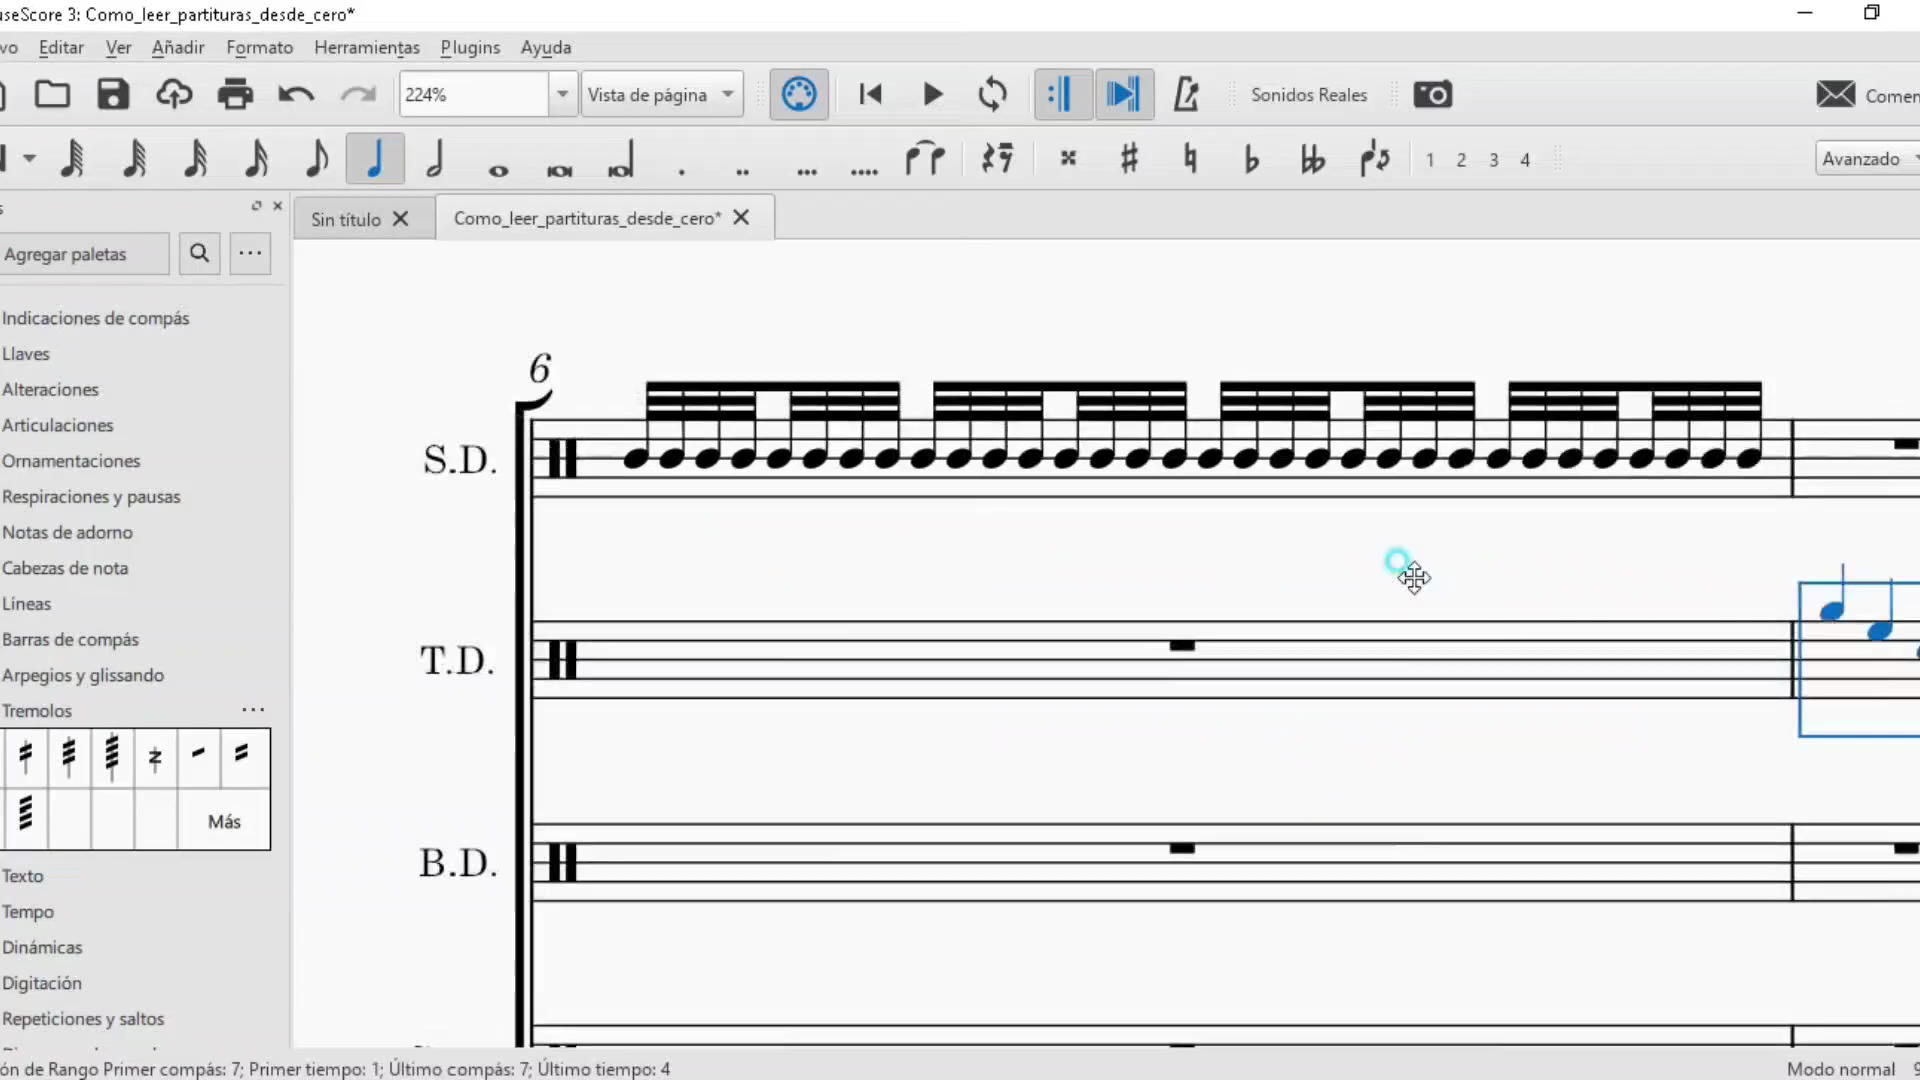 useScore 3: Como_leer_partituras_desde_cero*
vo Editar Ver Añadir Formato Herramientas Plugins Ayuda
224% Vista de página Sonidos Reales Comen
1 2 3 4 Avanzado
s
Sin título Como_leer_partituras_desde_cero*
Agregar paletas
Indicaciones de compás
Llaves
Alteraciones
Articulaciones
Ornamentaciones
Respiraciones y pausas
Notas de adorno
Cabezas de nota
Líneas
Barras de compás
Arpegios y glissando
Tremolos
Más
Texto
Tempo
Dinámicas
Digitación
Repeticiones y saltos
6
S.D.
T.D.
B.D.
ón de Rango Primer compás: 7; Primer tiempo: 1; Último compás: 7; Último tiempo: 4
Modo normal 9